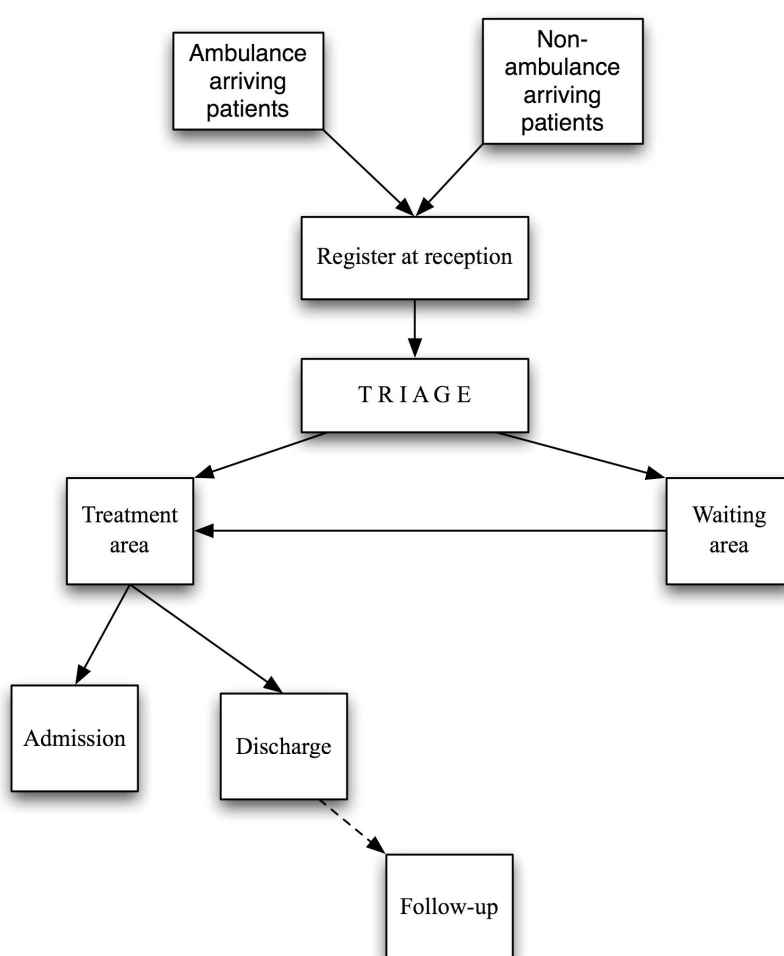 Ambulance
arriving
patients
Non-
ambulance
arriving
patients
Register at reception
T R I A G E
Treatment
area
Waiting
area
Admission
Discharge
Follow-up